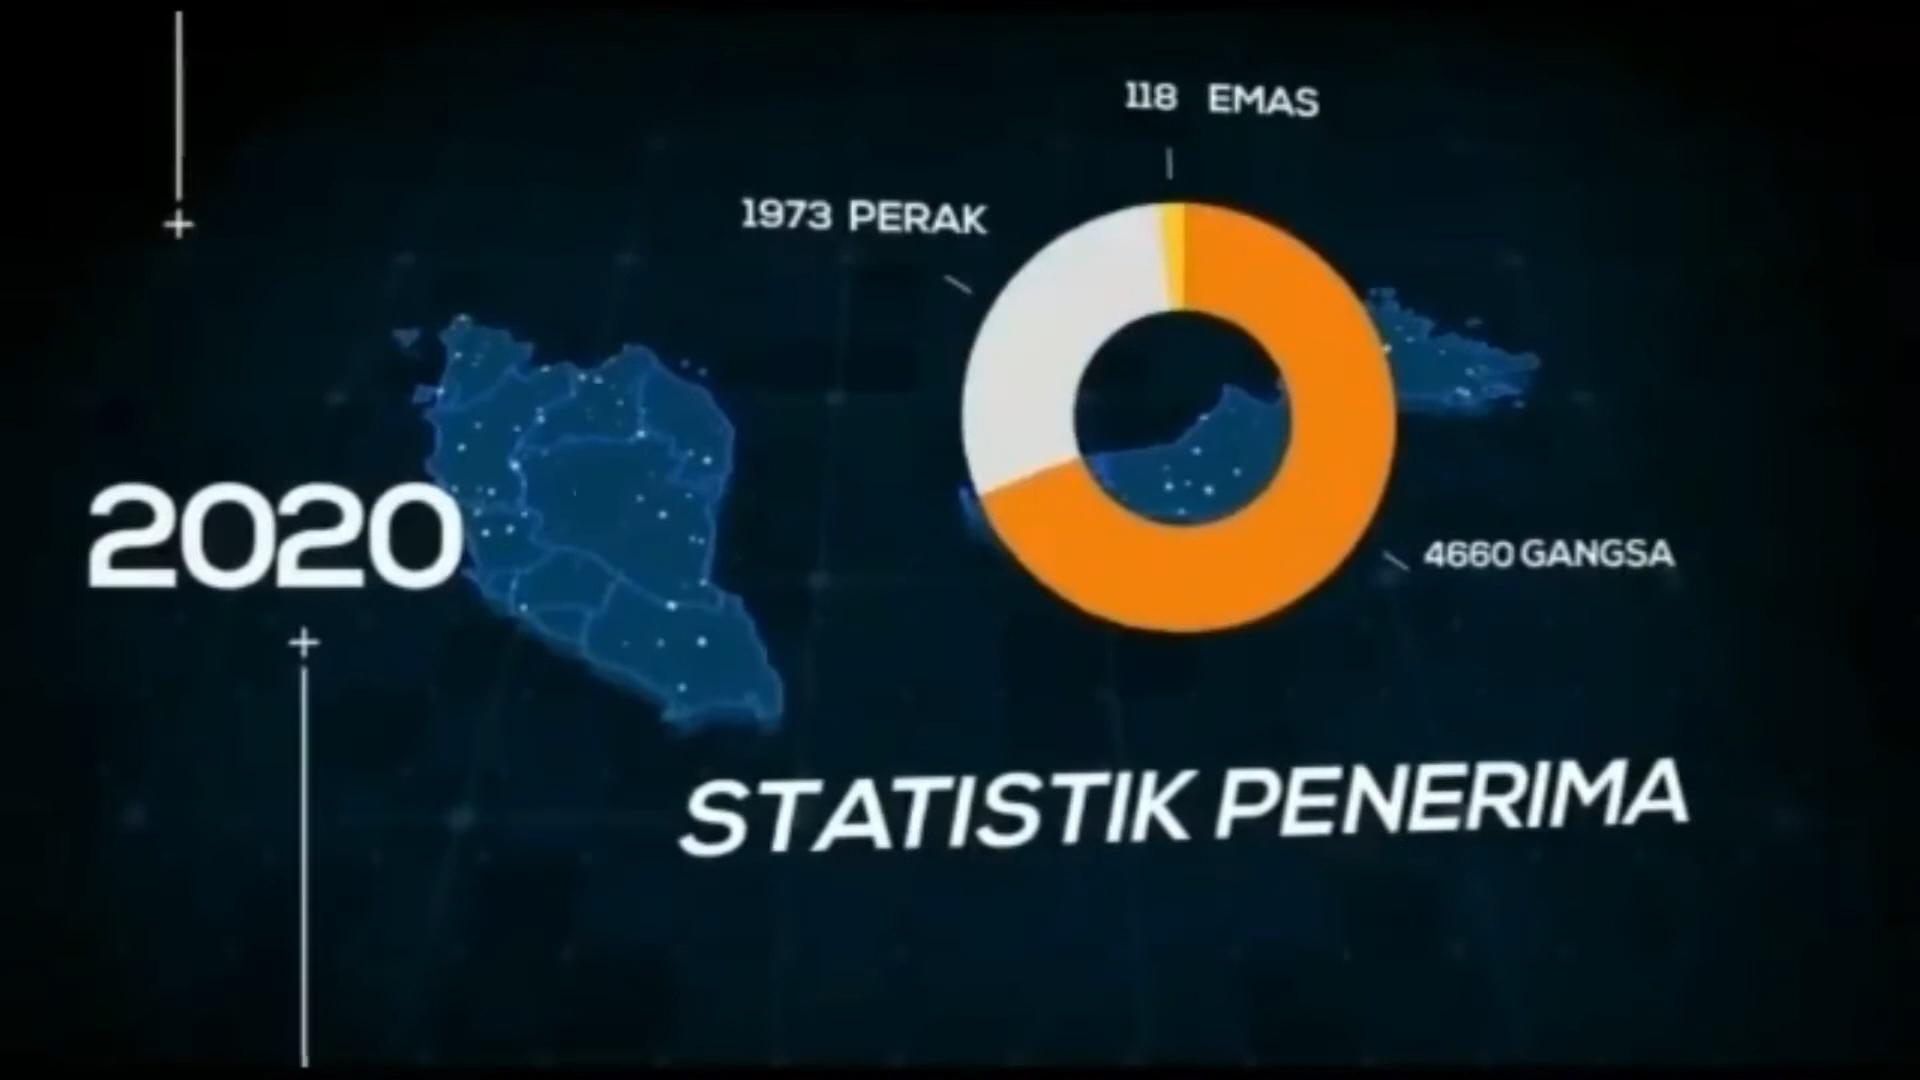 118 EMAS
1973 PERAK
2020
4660 GANGSA
STATISTIK PENERIMA